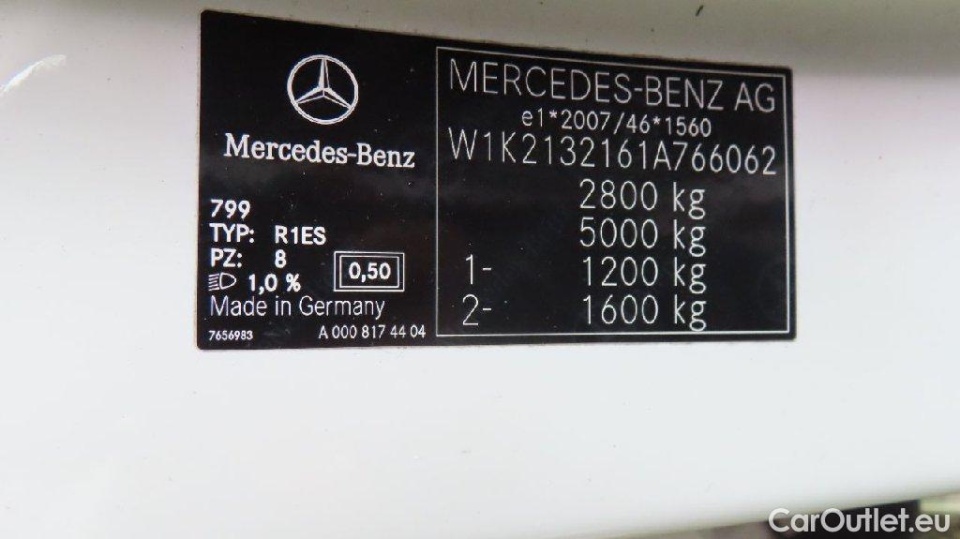 Mercedes-Benz
799
TYP: R1ES
PZ: 8
1,0 %
0,50
Made in Germany
7656983 A 000 817 44 04
MERCEDES-BENZ AG
e1*2007/46*1560
W1K2132161A766062
2800 kg
5000 kg
1- 1200 kg
2- 1600 kg
CarOutlet.eu